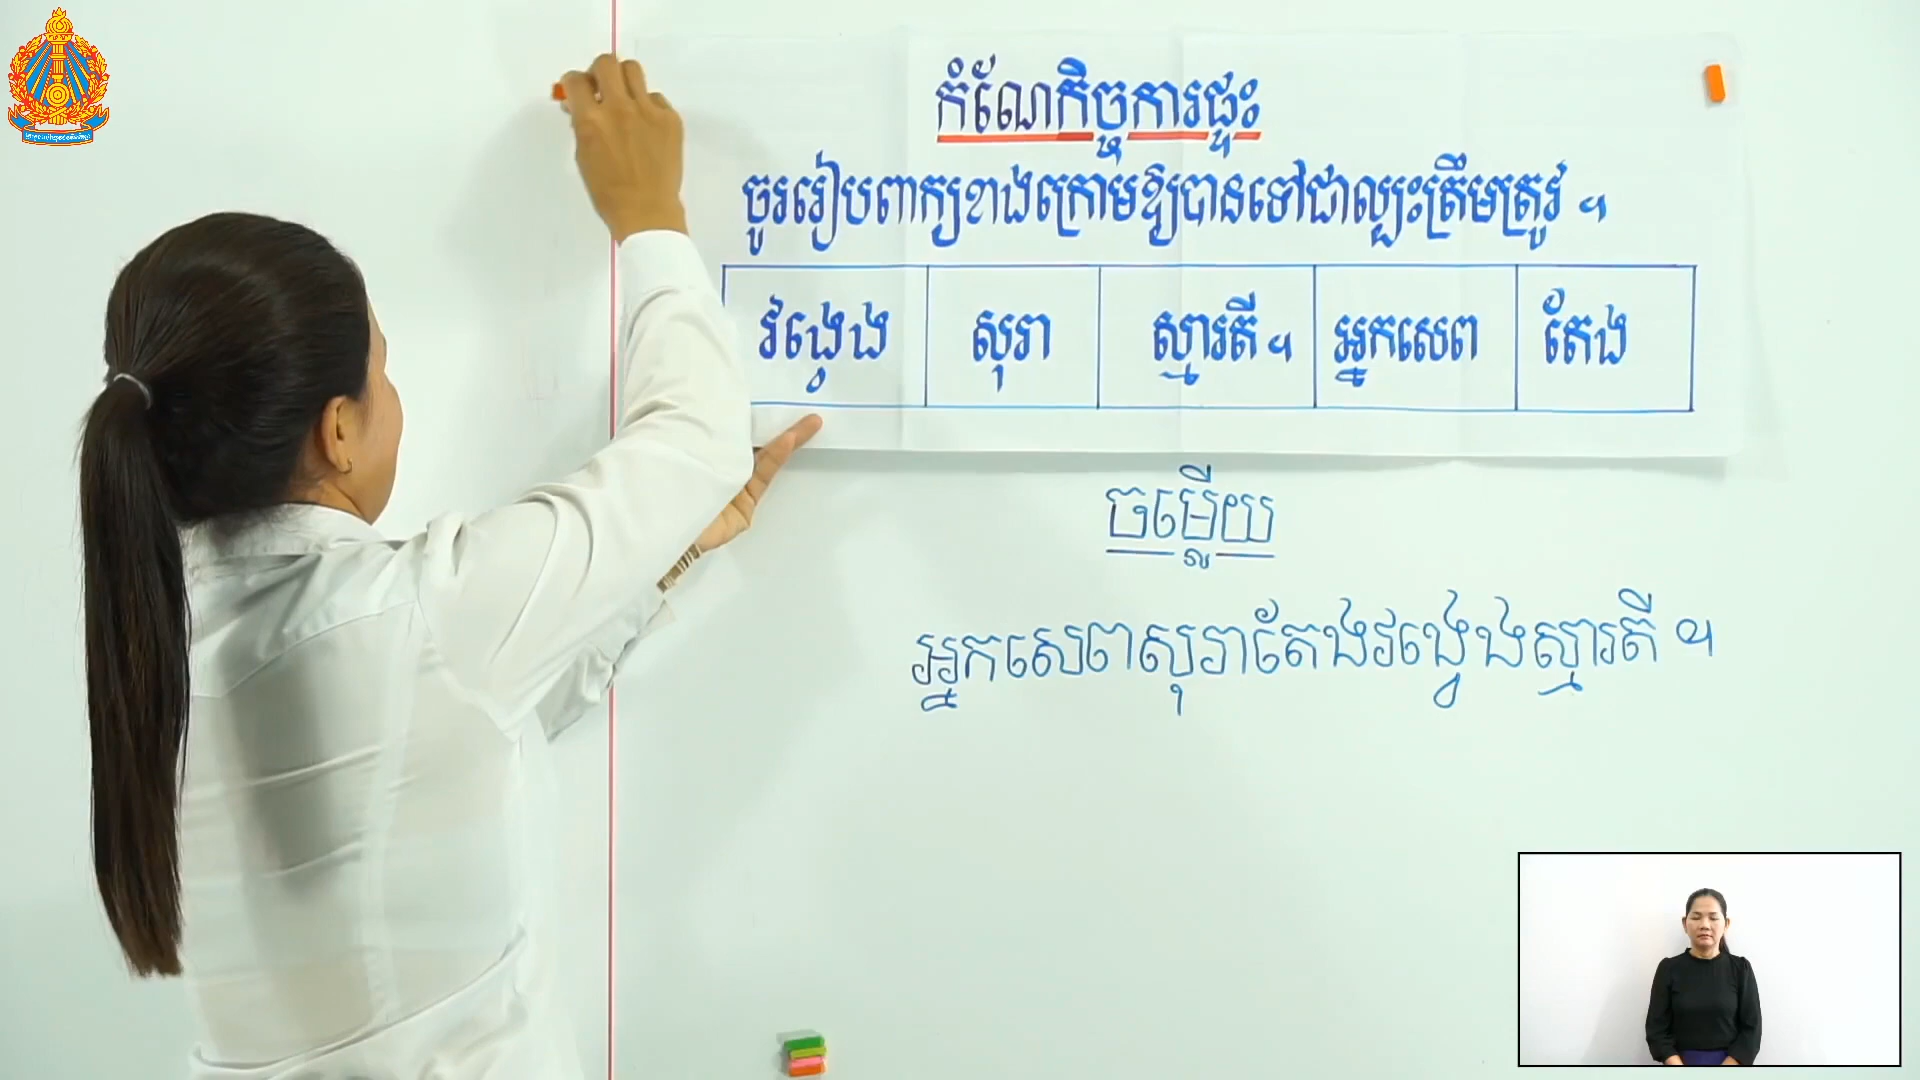 កំណែកិច្ចការផ្ទះ
ចូររៀបពាក្យខាងក្រោមឱ្យបានទៅជាល្បះត្រឹមត្រូវ ។
វង្វេង សុរា ស្មារតី ។ អ្នកសេព តែង
ចម្លើយ
អ្នកសេពសុរាតែងវង្វេងស្មារតី ។